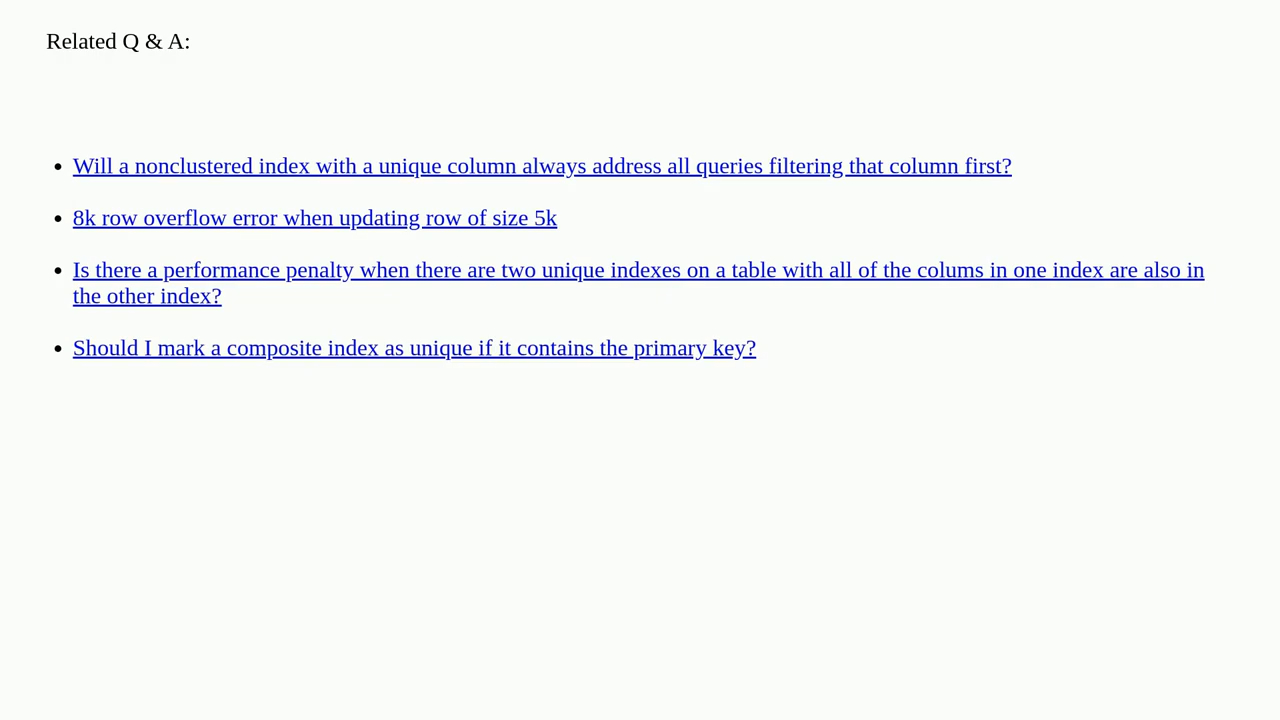 Related Q & A:
• Will a nonclustered index with a unique column always address all queries filtering that column first?
• 8k row overflow error when updating row of size 5k
• Is there a performance penalty when there are two unique indexes on a table with all of the colums in one index are also in
the other index?
• Should I mark a composite index as unique if it contains the primary key?